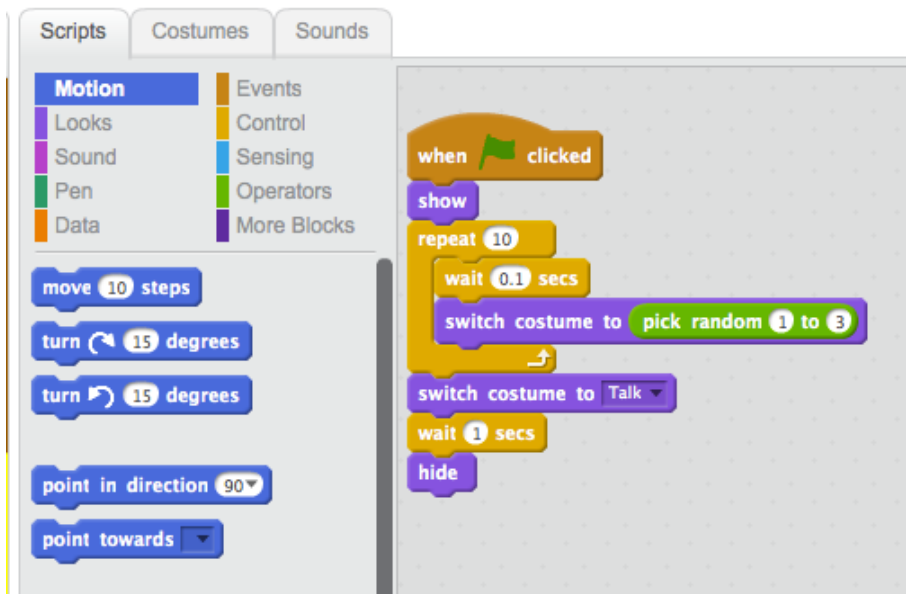 Scripts Costumes Sounds
Motion Events
Looks Control
Sound Sensing
Pen Operators
Data More Blocks
move 10 steps
turn 15 degrees
turn 15 degrees
point in direction 90
point towards
when clicked
show
repeat 10
wait 0.1 secs
switch costume to pick random 1 to 3
switch costume to Talk
wait 1 secs
hide